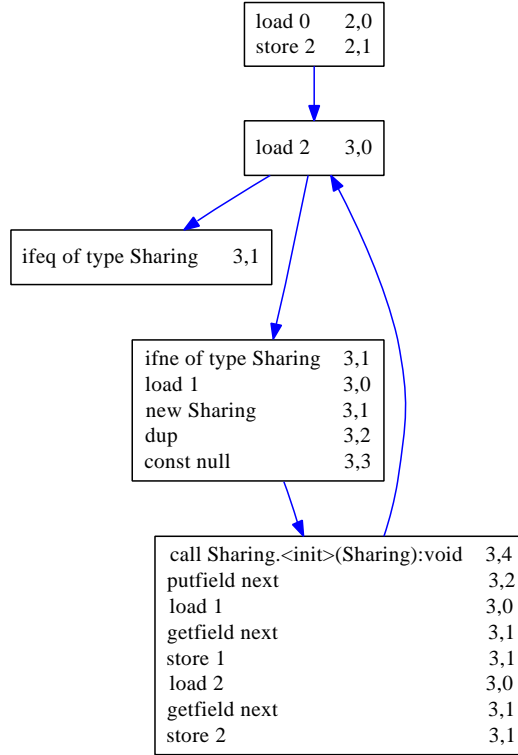 load 0 2,0
store 2 2,1
load 2 3,0
ifeq of type Sharing 3,1
ifne of type Sharing 3,1
load 1 3,0
new Sharing 3,1
dup 3,2
const null 3,3
call Sharing.<init>(Sharing):void 3,4
putfield next 3,2
load 1 3,0
getfield next 3,1
store 1 3,1
load 2 3,0
getfield next 3,1
store 2 3,1